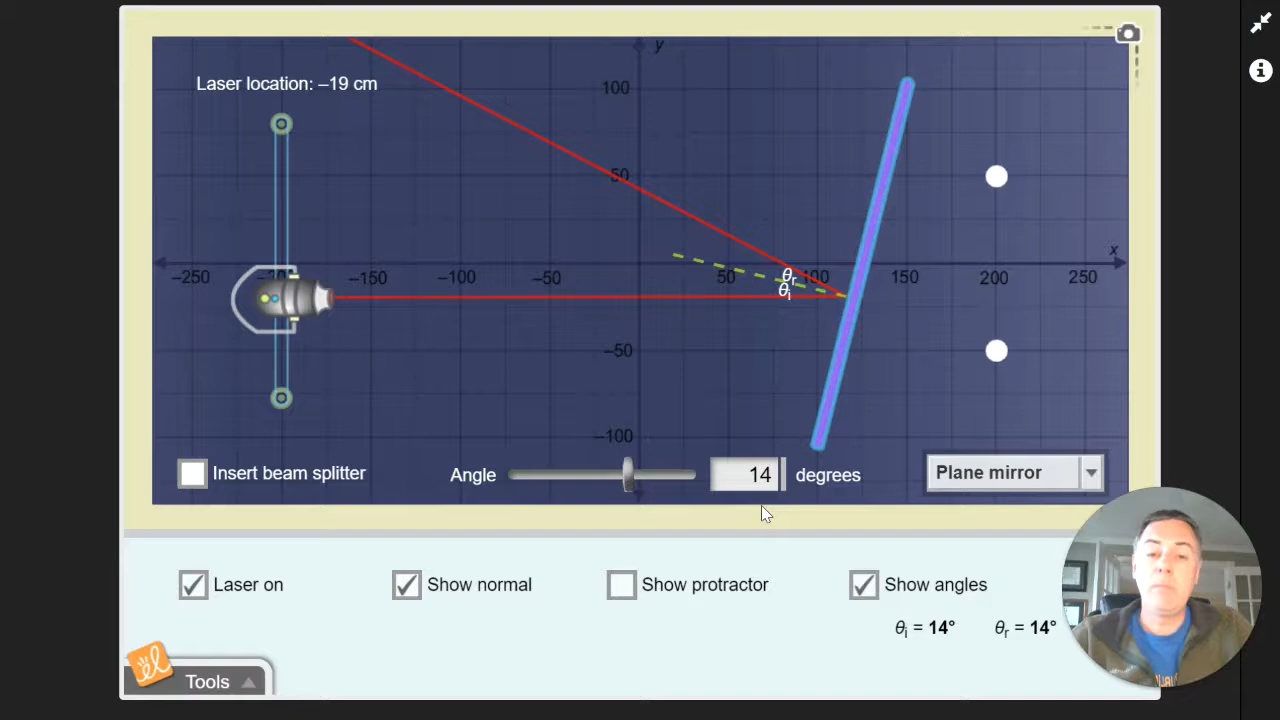 y
Laser location: –19 cm
100
50
x
-250
-200
-150
-100
-50
50
100
150
200
250
θr
θi
–50
–100
Insert beam splitter
Angle
14
degrees
Plane mirror
Laser on
Show normal
Show protractor
Show angles
θi = 14° θr = 14°
el
Tools